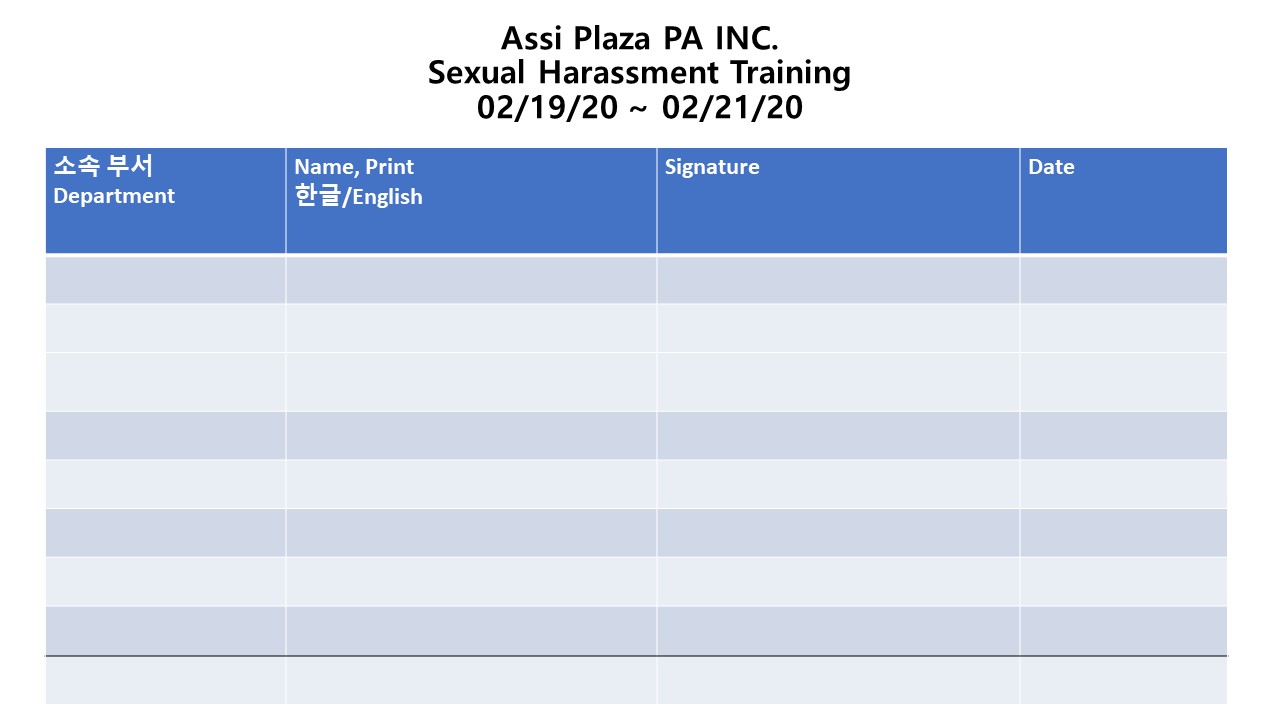 Assi Plaza PA INC.
Sexual Harassment Training
02/19/20 ~ 02/21/20
소속 부서
Department
Name, Print
한글/English
Signature
Date